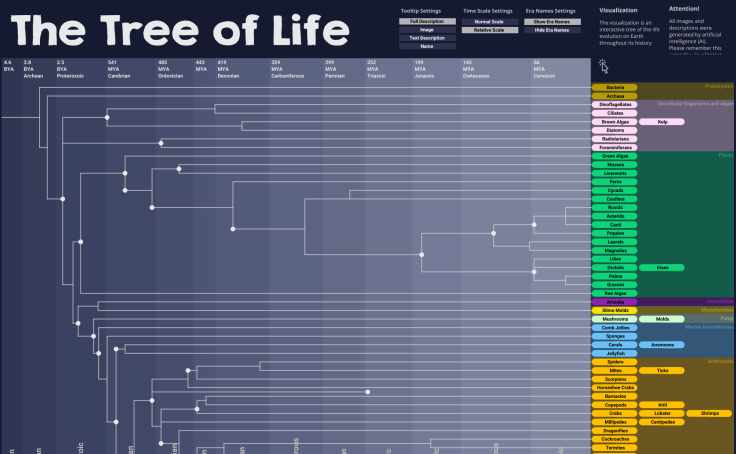 The Tree of Life
Tooltip Settings
Full Description
Image
Text Description
Name
Time Scale Settings
Normal Scale
Relative Scale
Era Names Settings
Show Era Names
Hide Era Names
Visualization
The visualization is an
interactive tree of the life
evolution on Earth
throughout its history
Attention!
All images and
descriptions were
generated by artificial
intelligence (AI).
Please remember this
4.6
BYA
3.8
BYA
Archean
2.5
BYA
Proterozoic
541
MYA
Cambrian
485
MYA
Ordovician
443
MYA
419
MYA
Devonian
359
MYA
Carboniferous
299
MYA
Permian
252
MYA
Triassic
199
MYA
Jurassic
145
MYA
Cretaceous
66
MYA
Cenozoic
Bacteria
Prokaryotes
Archaea
Dinoflagellates
Unicellular Organisms and Algae
Ciliates
Brown Algae
Kelp
Diatoms
Radiolarians
Foraminiferans
Green Algae
Plants
Mosses
Liverworts
Ferns
Cycads
Conifers
Rosids
Asterids
Cacti
Poppies
Laurels
Magnolias
Lilies
Orchids
Irises
Palms
Grasses
Red Algae
Amoeba
Slime Molds
Mushrooms
Molds
Fungi
Comb Jellies
Marine Invertebrates
Sponges
Corals
Anemones
Jellyfish
Spiders
Arthropods
Mites
Ticks
Scorpions
Horseshoe Crabs
Barnacles
Copepods
Krill
Crabs
Lobster
Shrimps
Millipedes
Centipedes
Dragonflies
Cockroaches
Termites